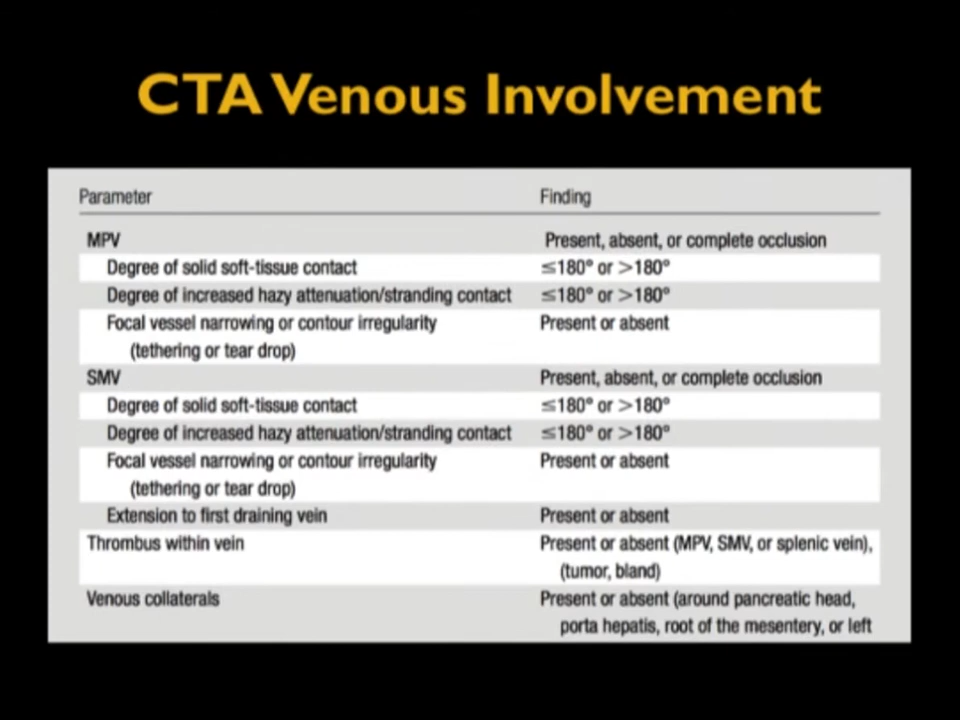 CTA Venous Involvement
Parameter Finding
MPV Present, absent, or complete occlusion
Degree of solid soft-tissue contact ≤180° or >180°
Degree of increased hazy attenuation/stranding contact ≤180° or >180°
Focal vessel narrowing or contour irregularity Present or absent
(tethering or tear drop)
SMV Present, absent, or complete occlusion
Degree of solid soft-tissue contact ≤180° or >180°
Degree of increased hazy attenuation/stranding contact ≤180° or >180°
Focal vessel narrowing or contour irregularity Present or absent
(tethering or tear drop)
Extension to first draining vein Present or absent
Thrombus within vein Present or absent (MPV, SMV, or splenic vein),
(tumor, bland)
Venous collaterals Present or absent (around pancreatic head,
porta hepatis, root of the mesentery, or left